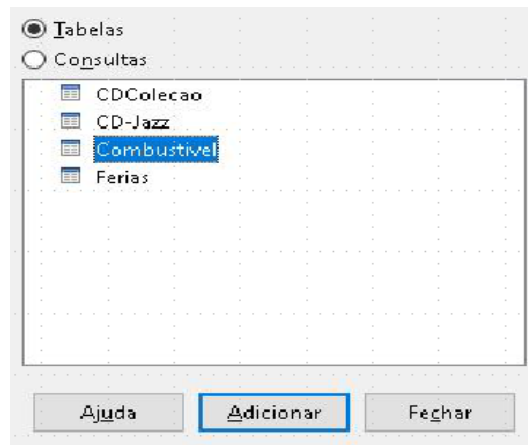 Tabelas
Consultas
CDColecao
CD-Jazz
Combustivel
Ferias
Ajuda Adicionar Fechar